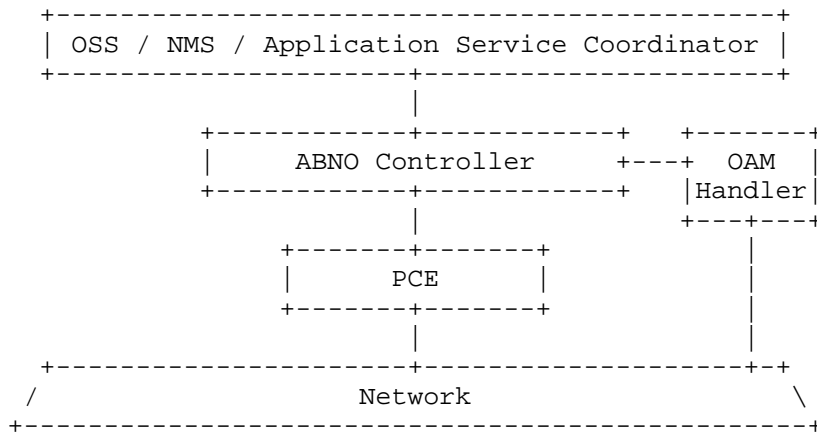 OSS / NMS / Application Service Coordinator
ABNO Controller OAM
Handler
PCE
Network